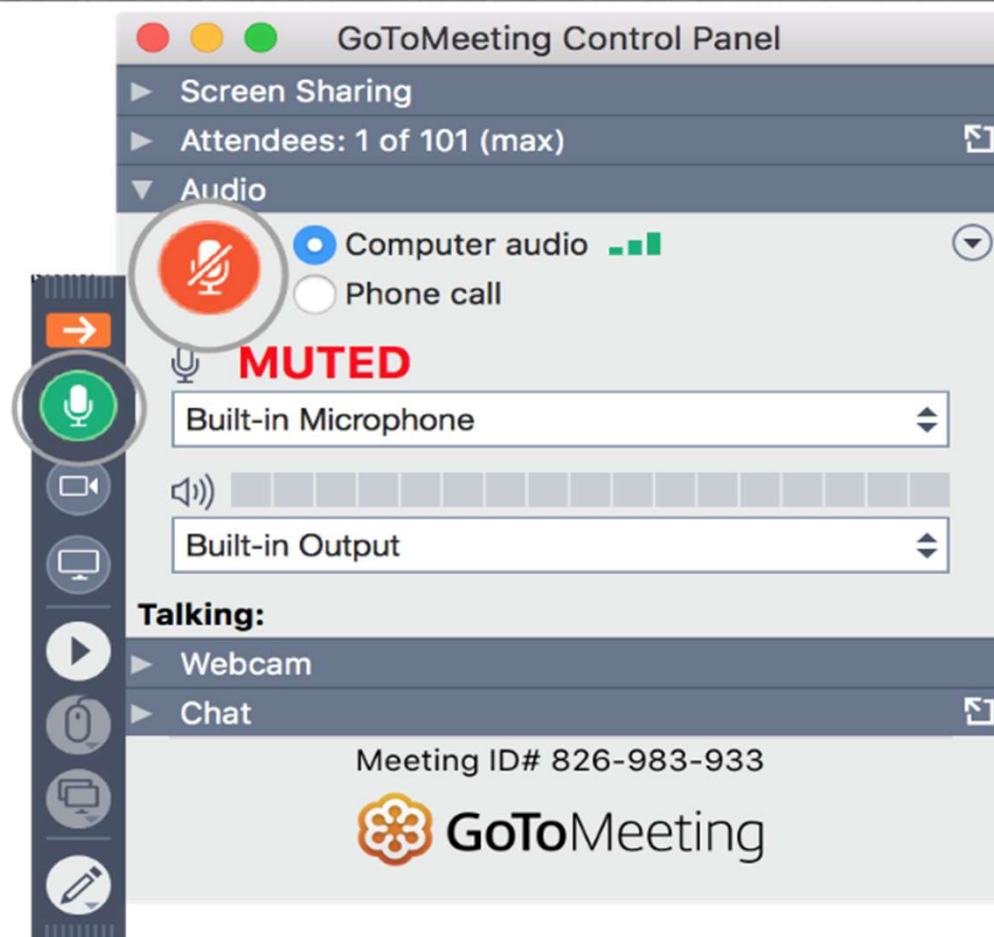 GoToMeeting Control Panel
Screen Sharing
Attendees: 1 of 101 (max)
Audio
Computer audio
Phone call
MUTED
Built-in Microphone
Built-in Output
Talking:
Webcam
Chat
Meeting ID# 826-983-933
GoToMeeting